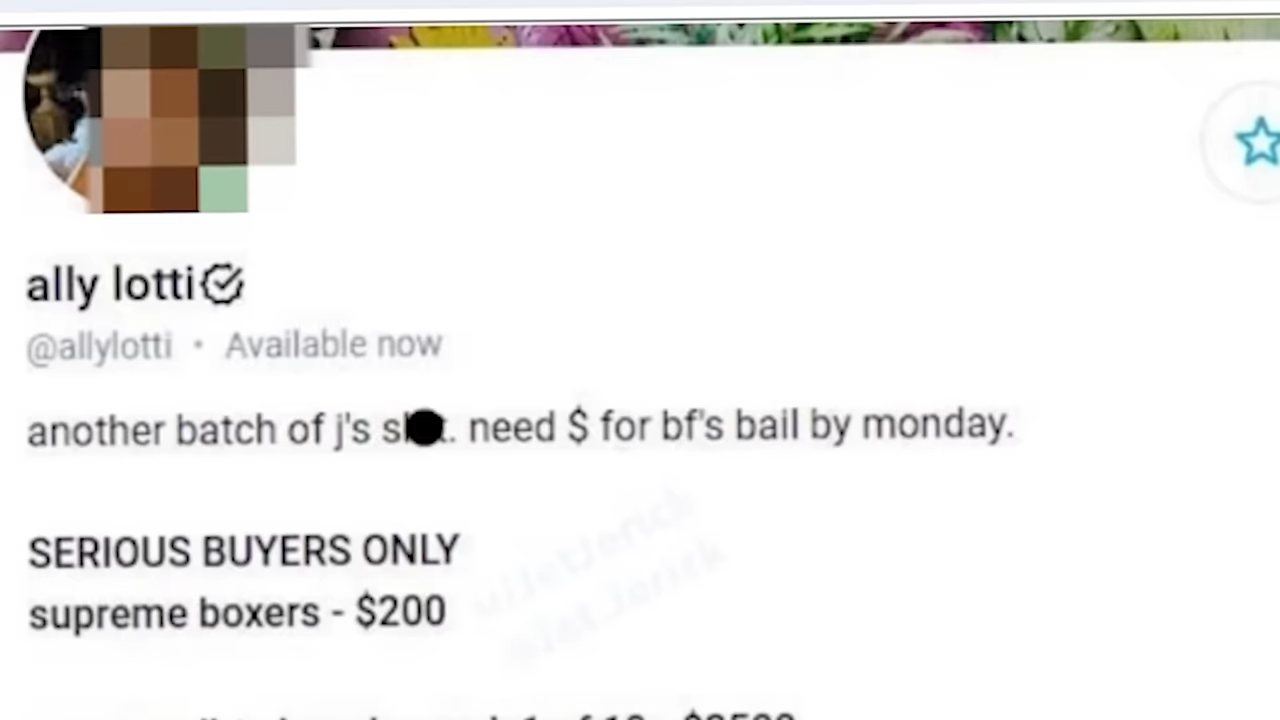 ally lotti
@allylotti • Available now
another batch of j's s. need $ for bf's bail by monday.
SERIOUS BUYERS ONLY
supreme boxers - $200